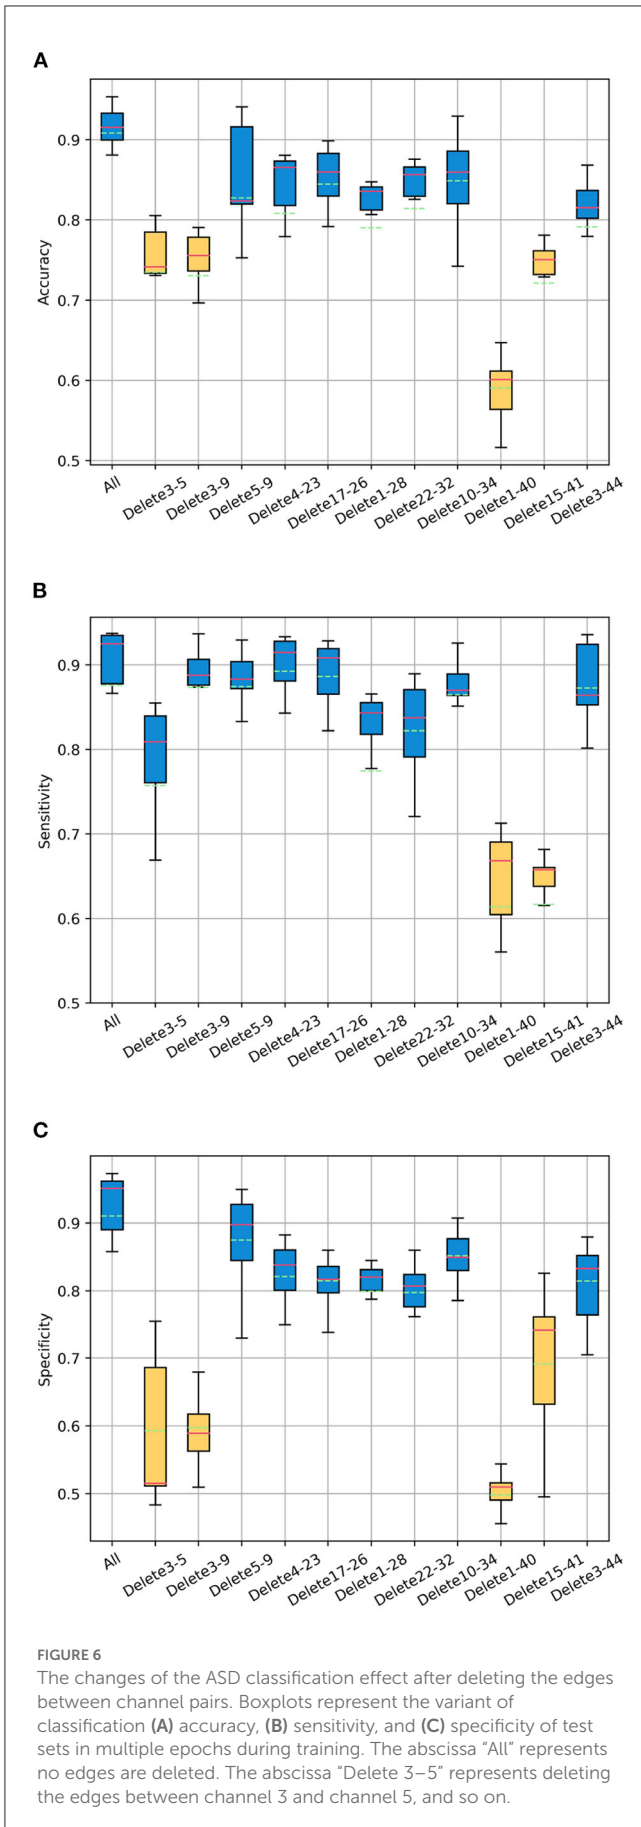 A
0.9
0.8
0.7
0.6
0.5
Accuracy
All
Delete3-5
Delete3-9
Delete5-9
Delete4-23
Delete17-26
Delete1-28
Delete22-32
Delete10-34
Delete1-40
Delete15-41
Delete3-44
B
0.9
0.8
0.7
0.6
0.5
Sensitivity
All
Delete3-5
Delete3-9
Delete5-9
Delete4-23
Delete17-26
Delete1-28
Delete22-32
Delete10-34
Delete1-40
Delete15-41
Delete3-44
C
0.9
0.8
0.7
0.6
0.5
Specificity
All
Delete3-5
Delete3-9
Delete5-9
Delete4-23
Delete17-26
Delete1-28
Delete22-32
Delete10-34
Delete1-40
Delete15-41
Delete3-44
FIGURE 6
The changes of the ASD classification effect after deleting the edges
between channel pairs. Boxplots represent the variant of
classification (A) accuracy, (B) sensitivity, and (C) specificity of test
sets in multiple epochs during training. The abscissa “All” represents
no edges are deleted. The abscissa “Delete 3–5” represents deleting
the edges between channel 3 and channel 5, and so on.